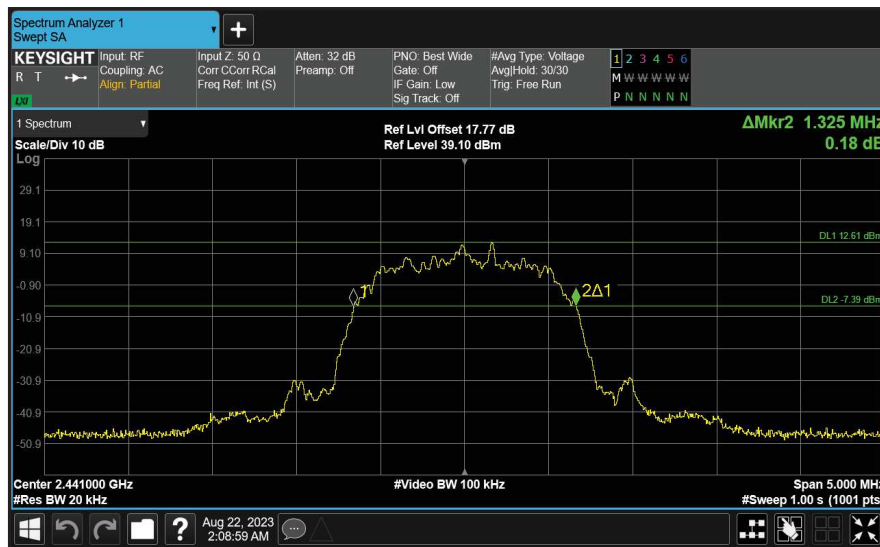 Spectrum Analyzer 1
Swept SA
+
KEYSIGHT
R T
LXI
Input: RF
Coupling: AC
Align: Partial
Input Z: 50 Ω
Corr CCorr RCal
Freq Ref: Int (S)
Atten: 32 dB
Preamp: Off
PNO: Best Wide
Gate: Off
IF Gain: Low
Sig Track: Off
#Avg Type: Voltage
Avg|Hold: 30/30
Trig: Free Run
1 2 3 4 5 6
M W W W W W
P N N N N N
1 Spectrum
Scale/Div 10 dB
Ref Lvl Offset 17.77 dB
Ref Level 39.10 dBm
ΔMkr2 1.325 MHz
0.18 dB
Log
29.1
19.1
DL1 12.61 dBm
9.10
-0.90
1
2Δ1
DL2 -7.39 dBm
-10.9
-20.9
-30.9
-40.9
-50.9
Center 2.441000 GHz
#Video BW 100 kHz
Span 5.000 MHz
#Res BW 20 kHz
#Sweep 1.00 s (1001 pts
?
Aug 22, 2023
2:08:59 AM